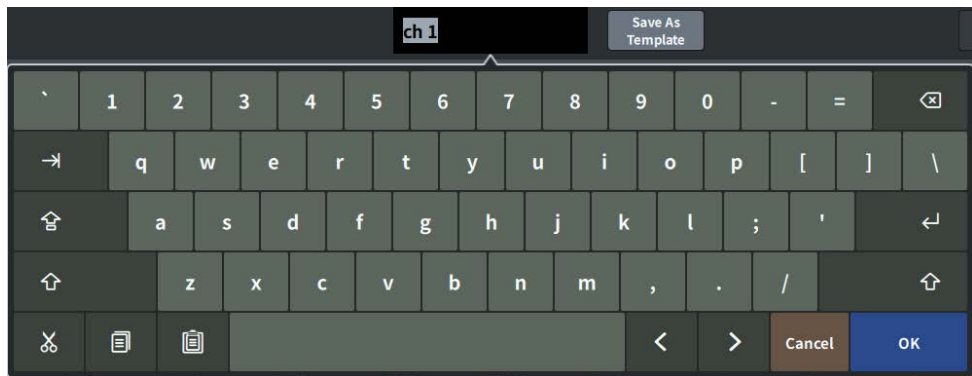 ch 1
Save As
Template
` 1 2 3 4 5 6 7 8 9 0 - =
q w e r t y u i o p [ ] \
a s d f g h j k l ; '
z x c v b n m , . /
< > Cancel OK